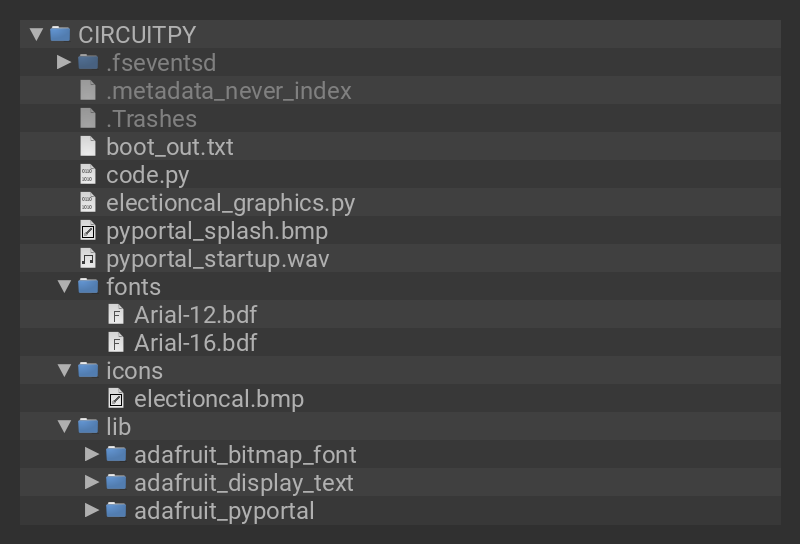 CIRCUITPY
.fseventsd
.metadata_never_index
.Trashes
boot_out.txt
code.py
electioncal_graphics.py
pyportal_splash.bmp
pyportal_startup.wav
fonts
Arial-12.bdf
Arial-16.bdf
icons
electioncal.bmp
lib
adafruit_bitmap_font
adafruit_display_text
adafruit_pyportal